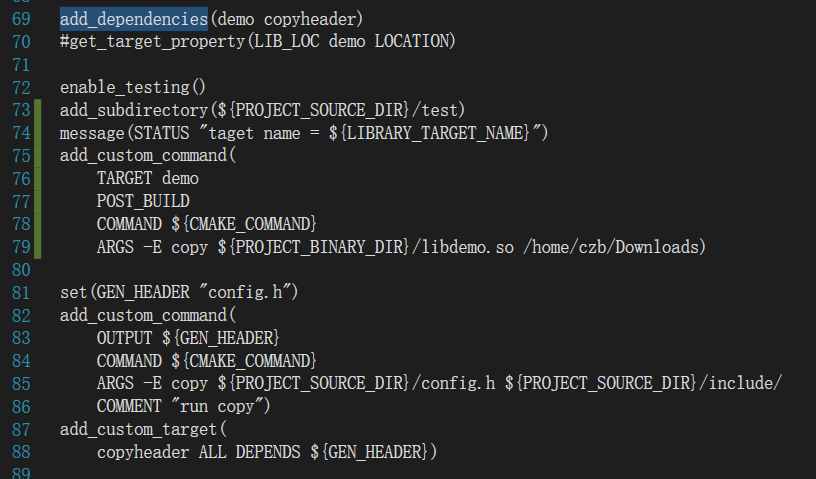 69 add_dependencies(demo copyheader)
70 #get_target_property(LIB_LOC demo LOCATION)
71
72 enable_testing()
73 add_subdirectory(${PROJECT_SOURCE_DIR}/test)
74 message(STATUS "taget name = ${LIBRARY_TARGET_NAME}")
75 add_custom_command(
76     TARGET demo
77     POST_BUILD
78     COMMAND ${CMAKE_COMMAND}
79     ARGS -E copy ${PROJECT_BINARY_DIR}/libdemo.so /home/czb/Downloads)
80
81 set(GEN_HEADER "config.h")
82 add_custom_command(
83     OUTPUT ${GEN_HEADER}
84     COMMAND ${CMAKE_COMMAND}
85     ARGS -E copy ${PROJECT_SOURCE_DIR}/config.h ${PROJECT_SOURCE_DIR}/include/
86     COMMENT "run copy")
87 add_custom_target(
88     copyheader ALL DEPENDS ${GEN_HEADER})
89